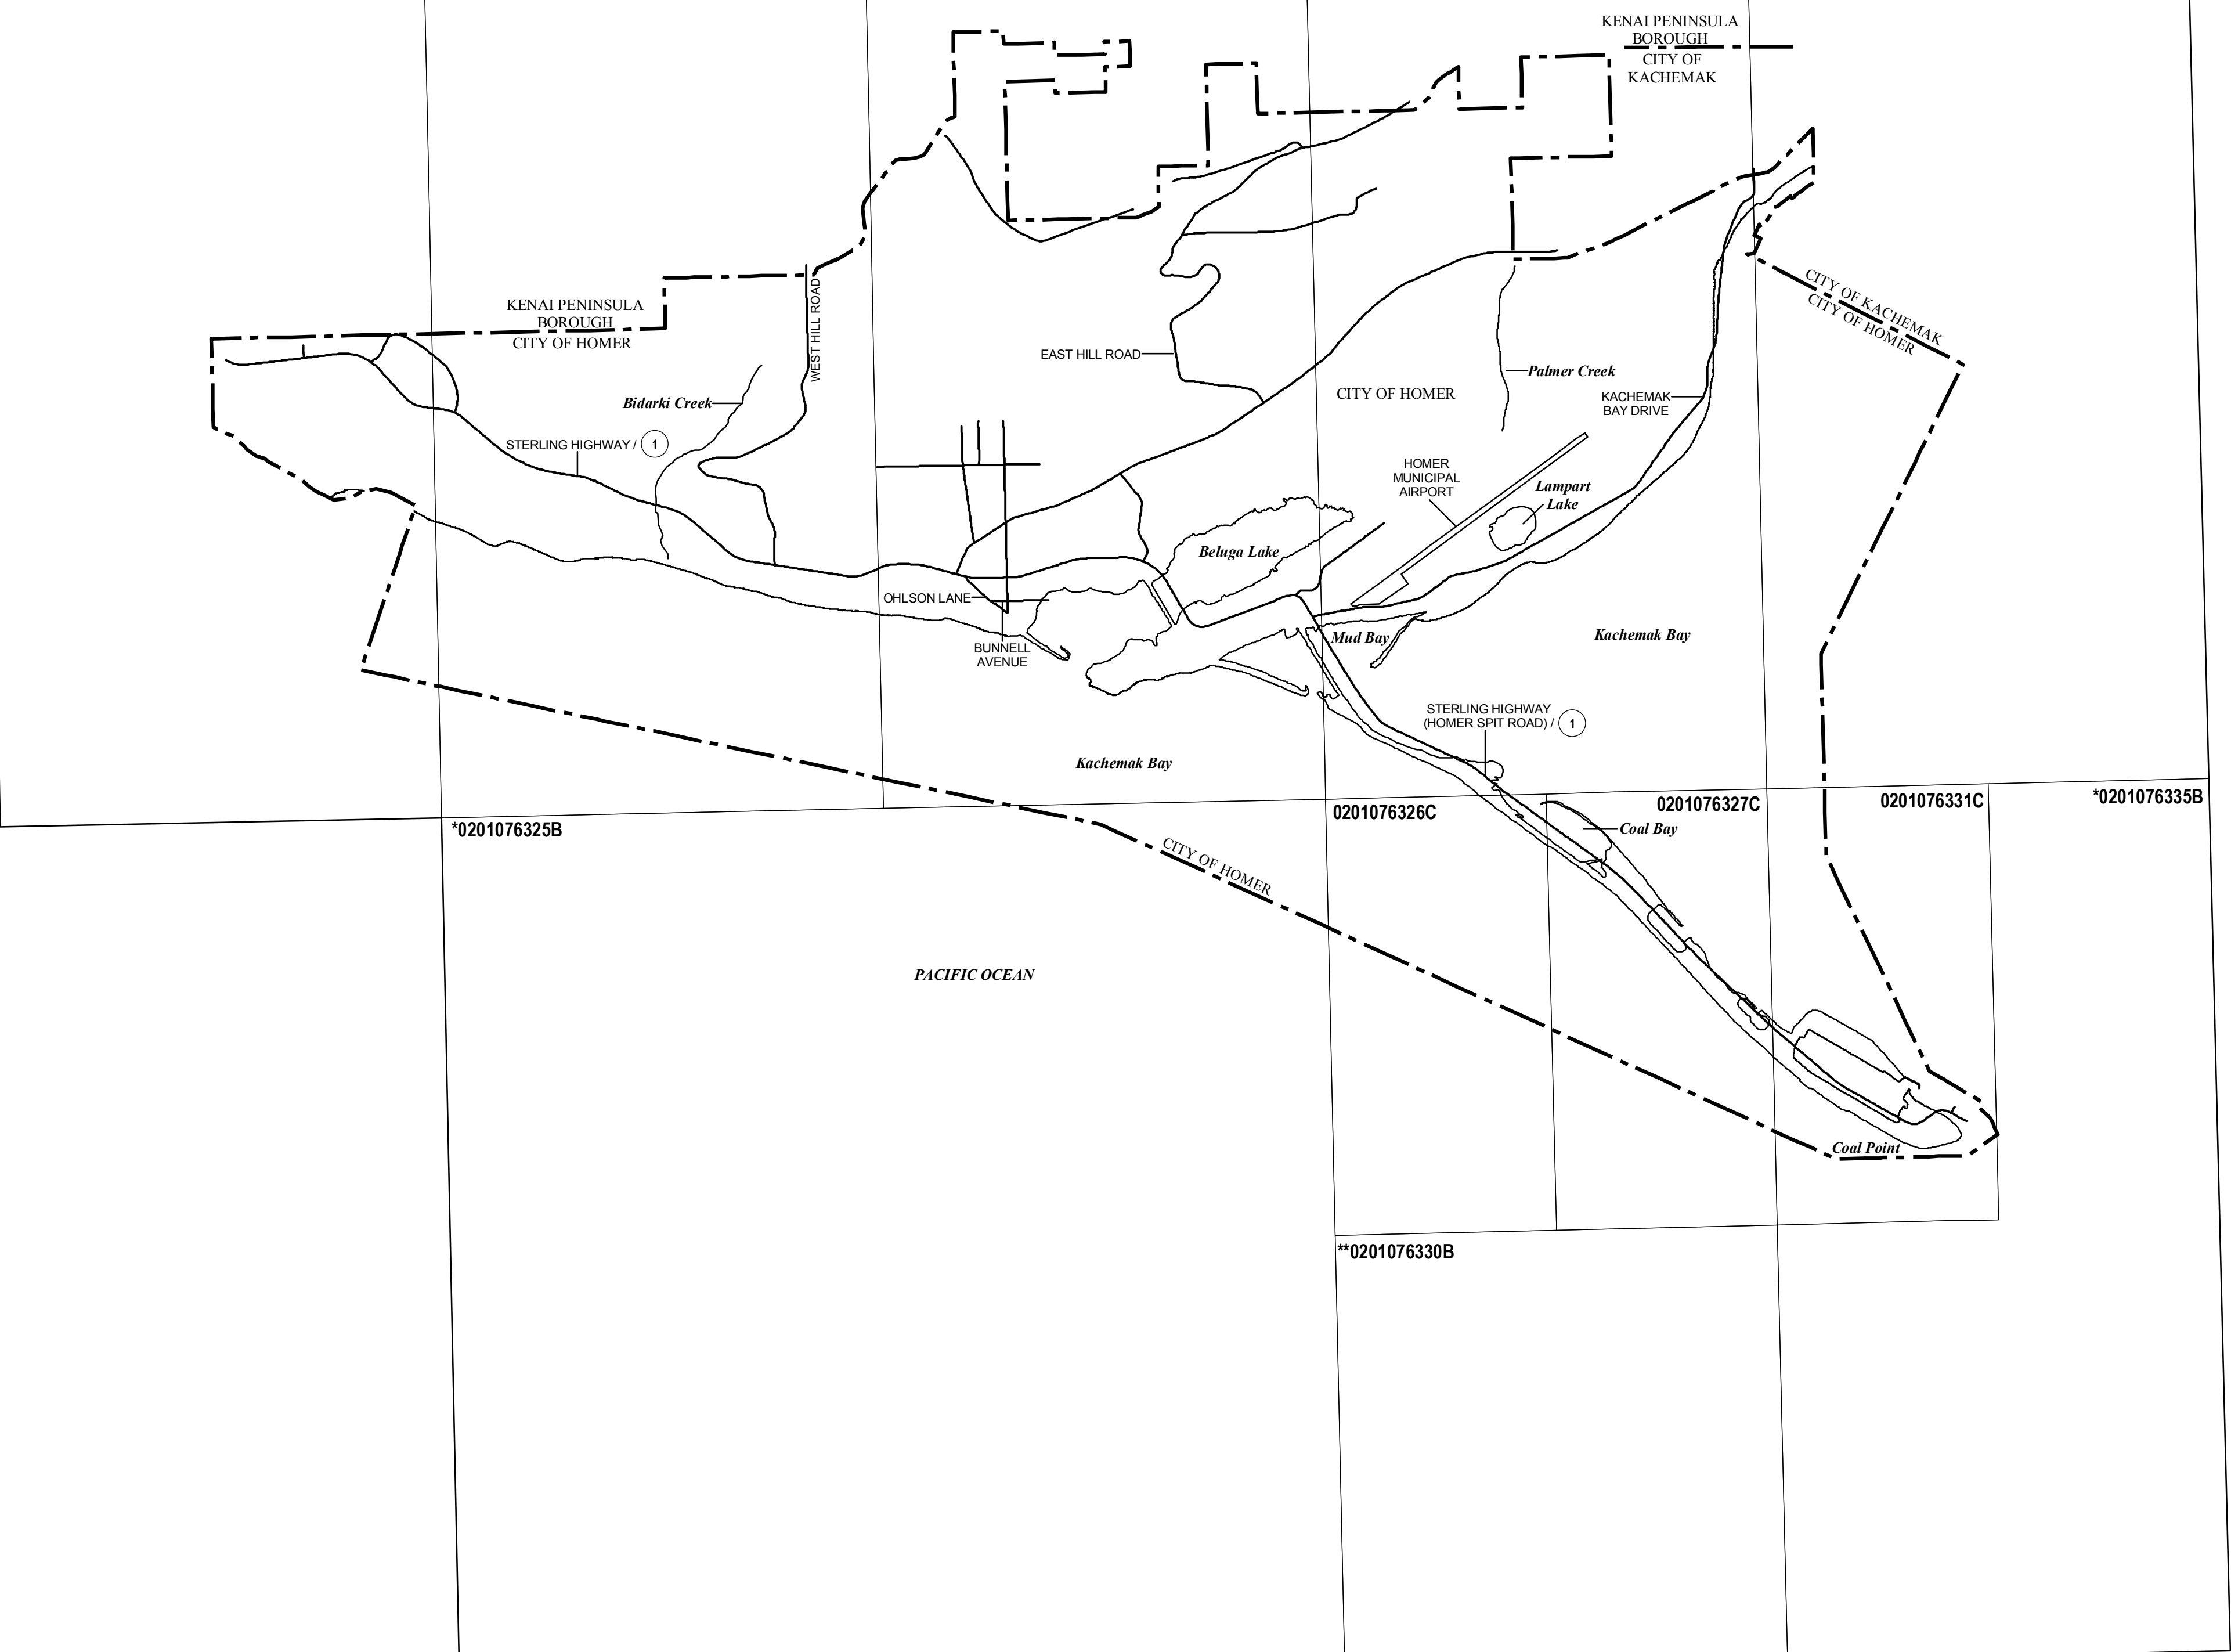 KENAI PENINSULA
BOROUGH
CITY OF
KACHEMAK
KENAI PENINSULA
BOROUGH
CITY OF HOMER
WEST HILL ROAD
CITY OF KACHEMAK
CITY OF HOMER
EAST HILL ROAD
Palmer Creek
CITY OF HOMER
KACHEMAK
BAY DRIVE
Bidarki Creek
STERLING HIGHWAY / 1
HOMER
MUNICIPAL
AIRPORT
Lampart
Lake
Beluga Lake
OHLSON LANE
BUNNELL
AVENUE
Mud Bay
Kachemak Bay
STERLING HIGHWAY
(HOMER SPIT ROAD) / 1
Kachemak Bay
*0201076325B
0201076326C
0201076327C
0201076331C
*0201076335B
Coal Bay
CITY OF HOMER
PACIFIC OCEAN
Coal Point
**0201076330B